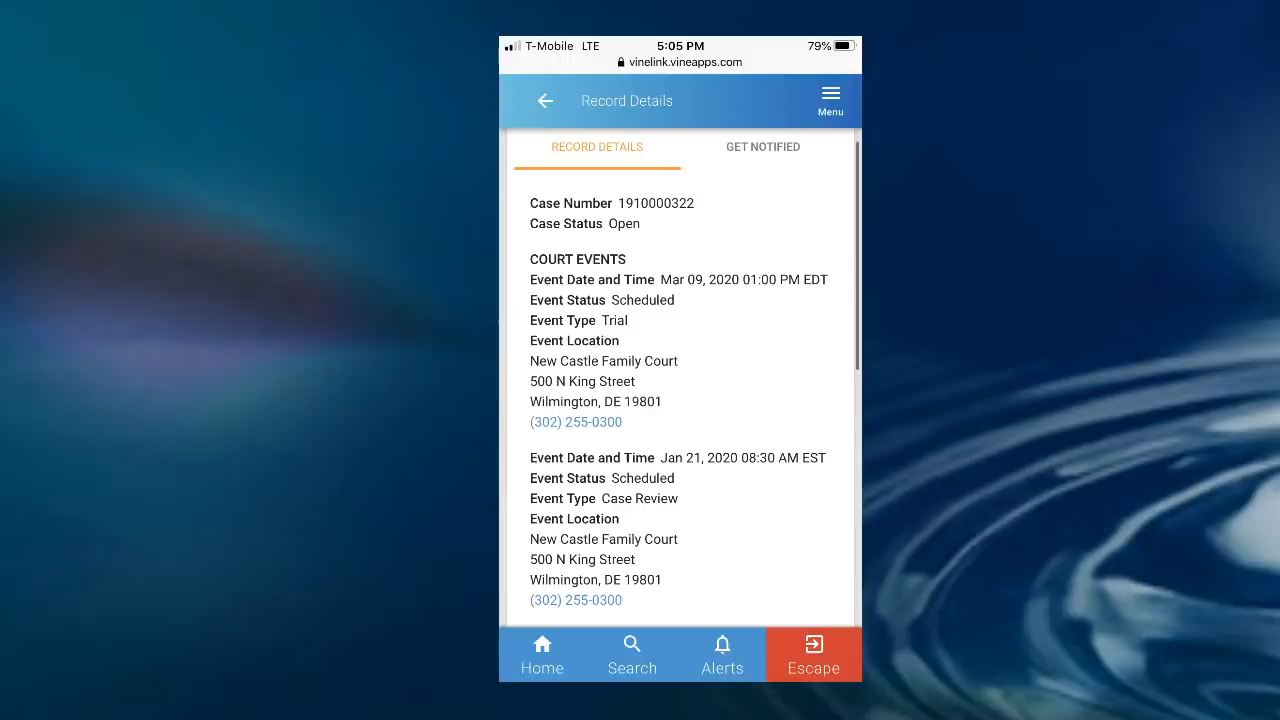 T-Mobile LTE 5:05 PM 79%
vinelink.vineapps.com
Record Details
Menu
RECORD DETAILS GET NOTIFIED
Case Number 1910000322
Case Status Open
COURT EVENTS
Event Date and Time Mar 09, 2020 01:00 PM EDT
Event Status Scheduled
Event Type Trial
Event Location
New Castle Family Court
500 N King Street
Wilmington, DE 19801
(302) 255-0300
Event Date and Time Jan 21, 2020 08:30 AM EST
Event Status Scheduled
Event Type Case Review
Event Location
New Castle Family Court
500 N King Street
Wilmington, DE 19801
(302) 255-0300
Home Search Alerts Escape